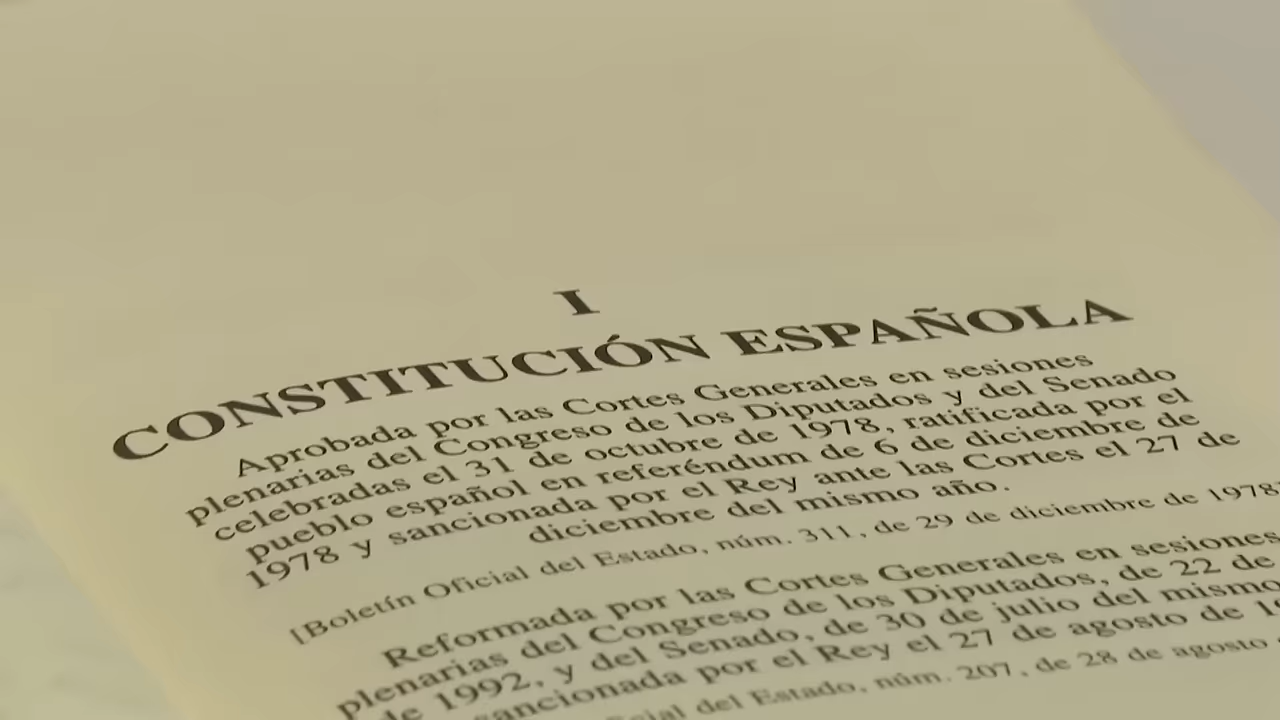 I
CONSTITUCIÓN ESPAÑOLA
Aprobada por las Cortes Generales en sesiones
plenarias del Congreso de los Diputados y del Senado
celebradas el 31 de octubre de 1978, ratificada por el
pueblo español en referéndum de 6 de diciembre de
1978 y sancionada por el Rey ante las Cortes el 27 de
diciembre del mismo año.
[Boletín Oficial del Estado, núm. 311, de 29 de diciembre de 1978
Reformada por las Cortes Generales en sesiones
plenarias del Congreso de los Diputados, de 22 de
de 1992, y del Senado, de 30 de julio del mismo
sancionada por el Rey el 27 de agosto de
del Estado, núm. 207, de 28 de agosto